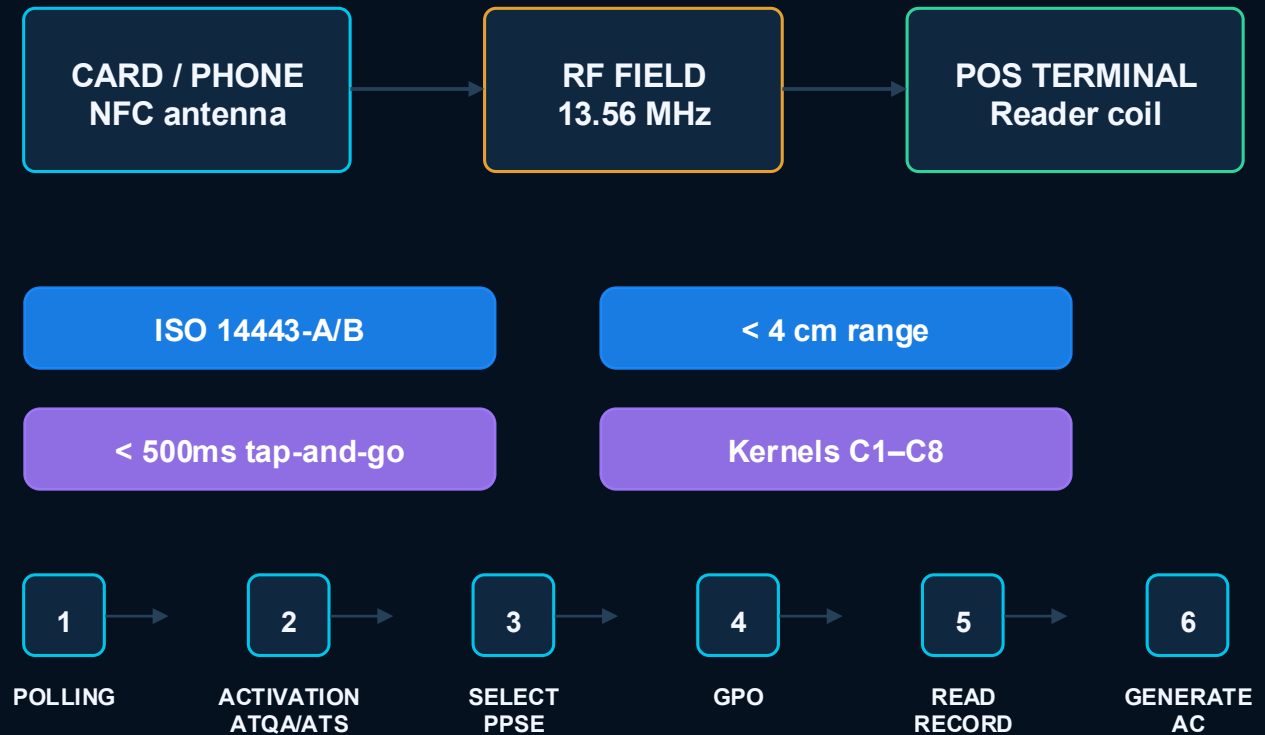 CARD / PHONE
NFC antenna
RF FIELD
13.56 MHz
POS TERMINAL
Reader coil
ISO 14443-A/B
< 4 cm range
< 500ms tap-and-go
Kernels C1–C8
1
2
3
4
5
6
POLLING
ACTIVATION
ATQA/ATS
SELECT
PPSE
GPO
READ
RECORD
GENERATE
AC